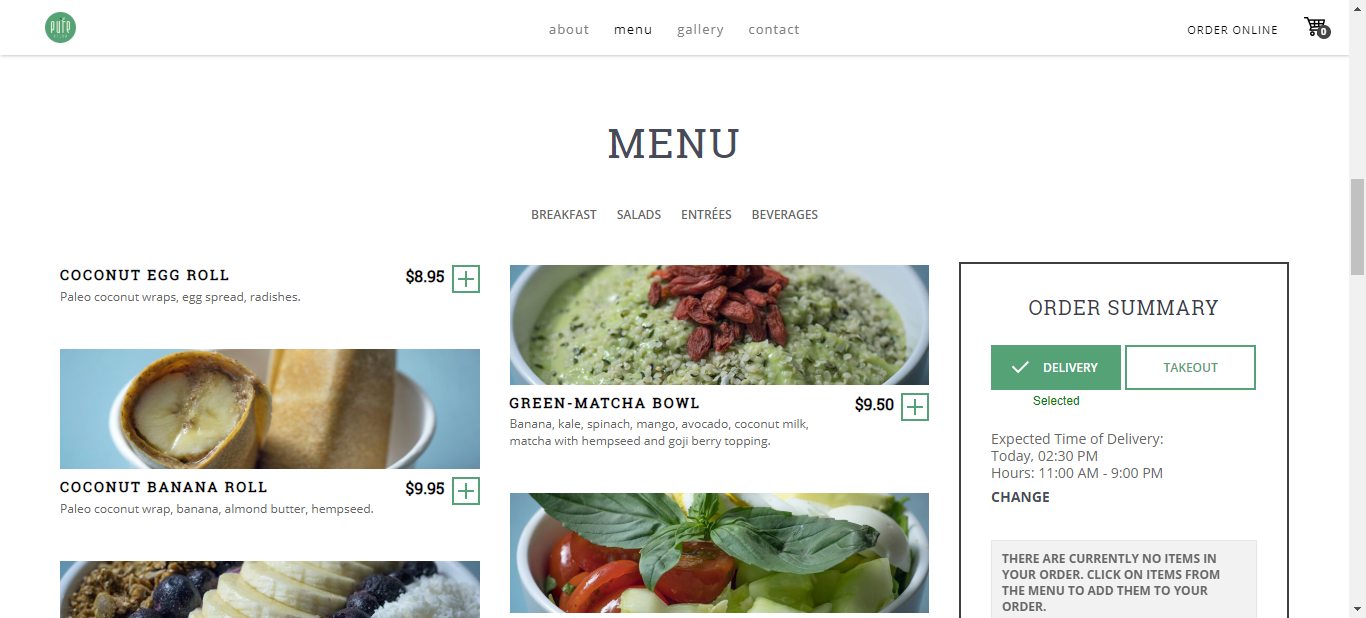 pure
about menu gallery contact
ORDER ONLINE
0
MENU
BREAKFAST SALADS ENTRÉES BEVERAGES
COCONUT EGG ROLL $8.95
Paleo coconut wraps, egg spread, radishes.
COCONUT BANANA ROLL $9.95
Paleo coconut wrap, banana, almond butter, hempseed.
GREEN-MATCHA BOWL $9.50
Banana, kale, spinach, mango, avocado, coconut milk,
matcha with hempseed and goji berry topping.
ORDER SUMMARY
DELIVERY TAKEOUT
Selected
Expected Time of Delivery:
Today, 02:30 PM
Hours: 11:00 AM - 9:00 PM
CHANGE
THERE ARE CURRENTLY NO ITEMS IN
YOUR ORDER. CLICK ON ITEMS FROM
THE MENU TO ADD THEM TO YOUR
ORDER.